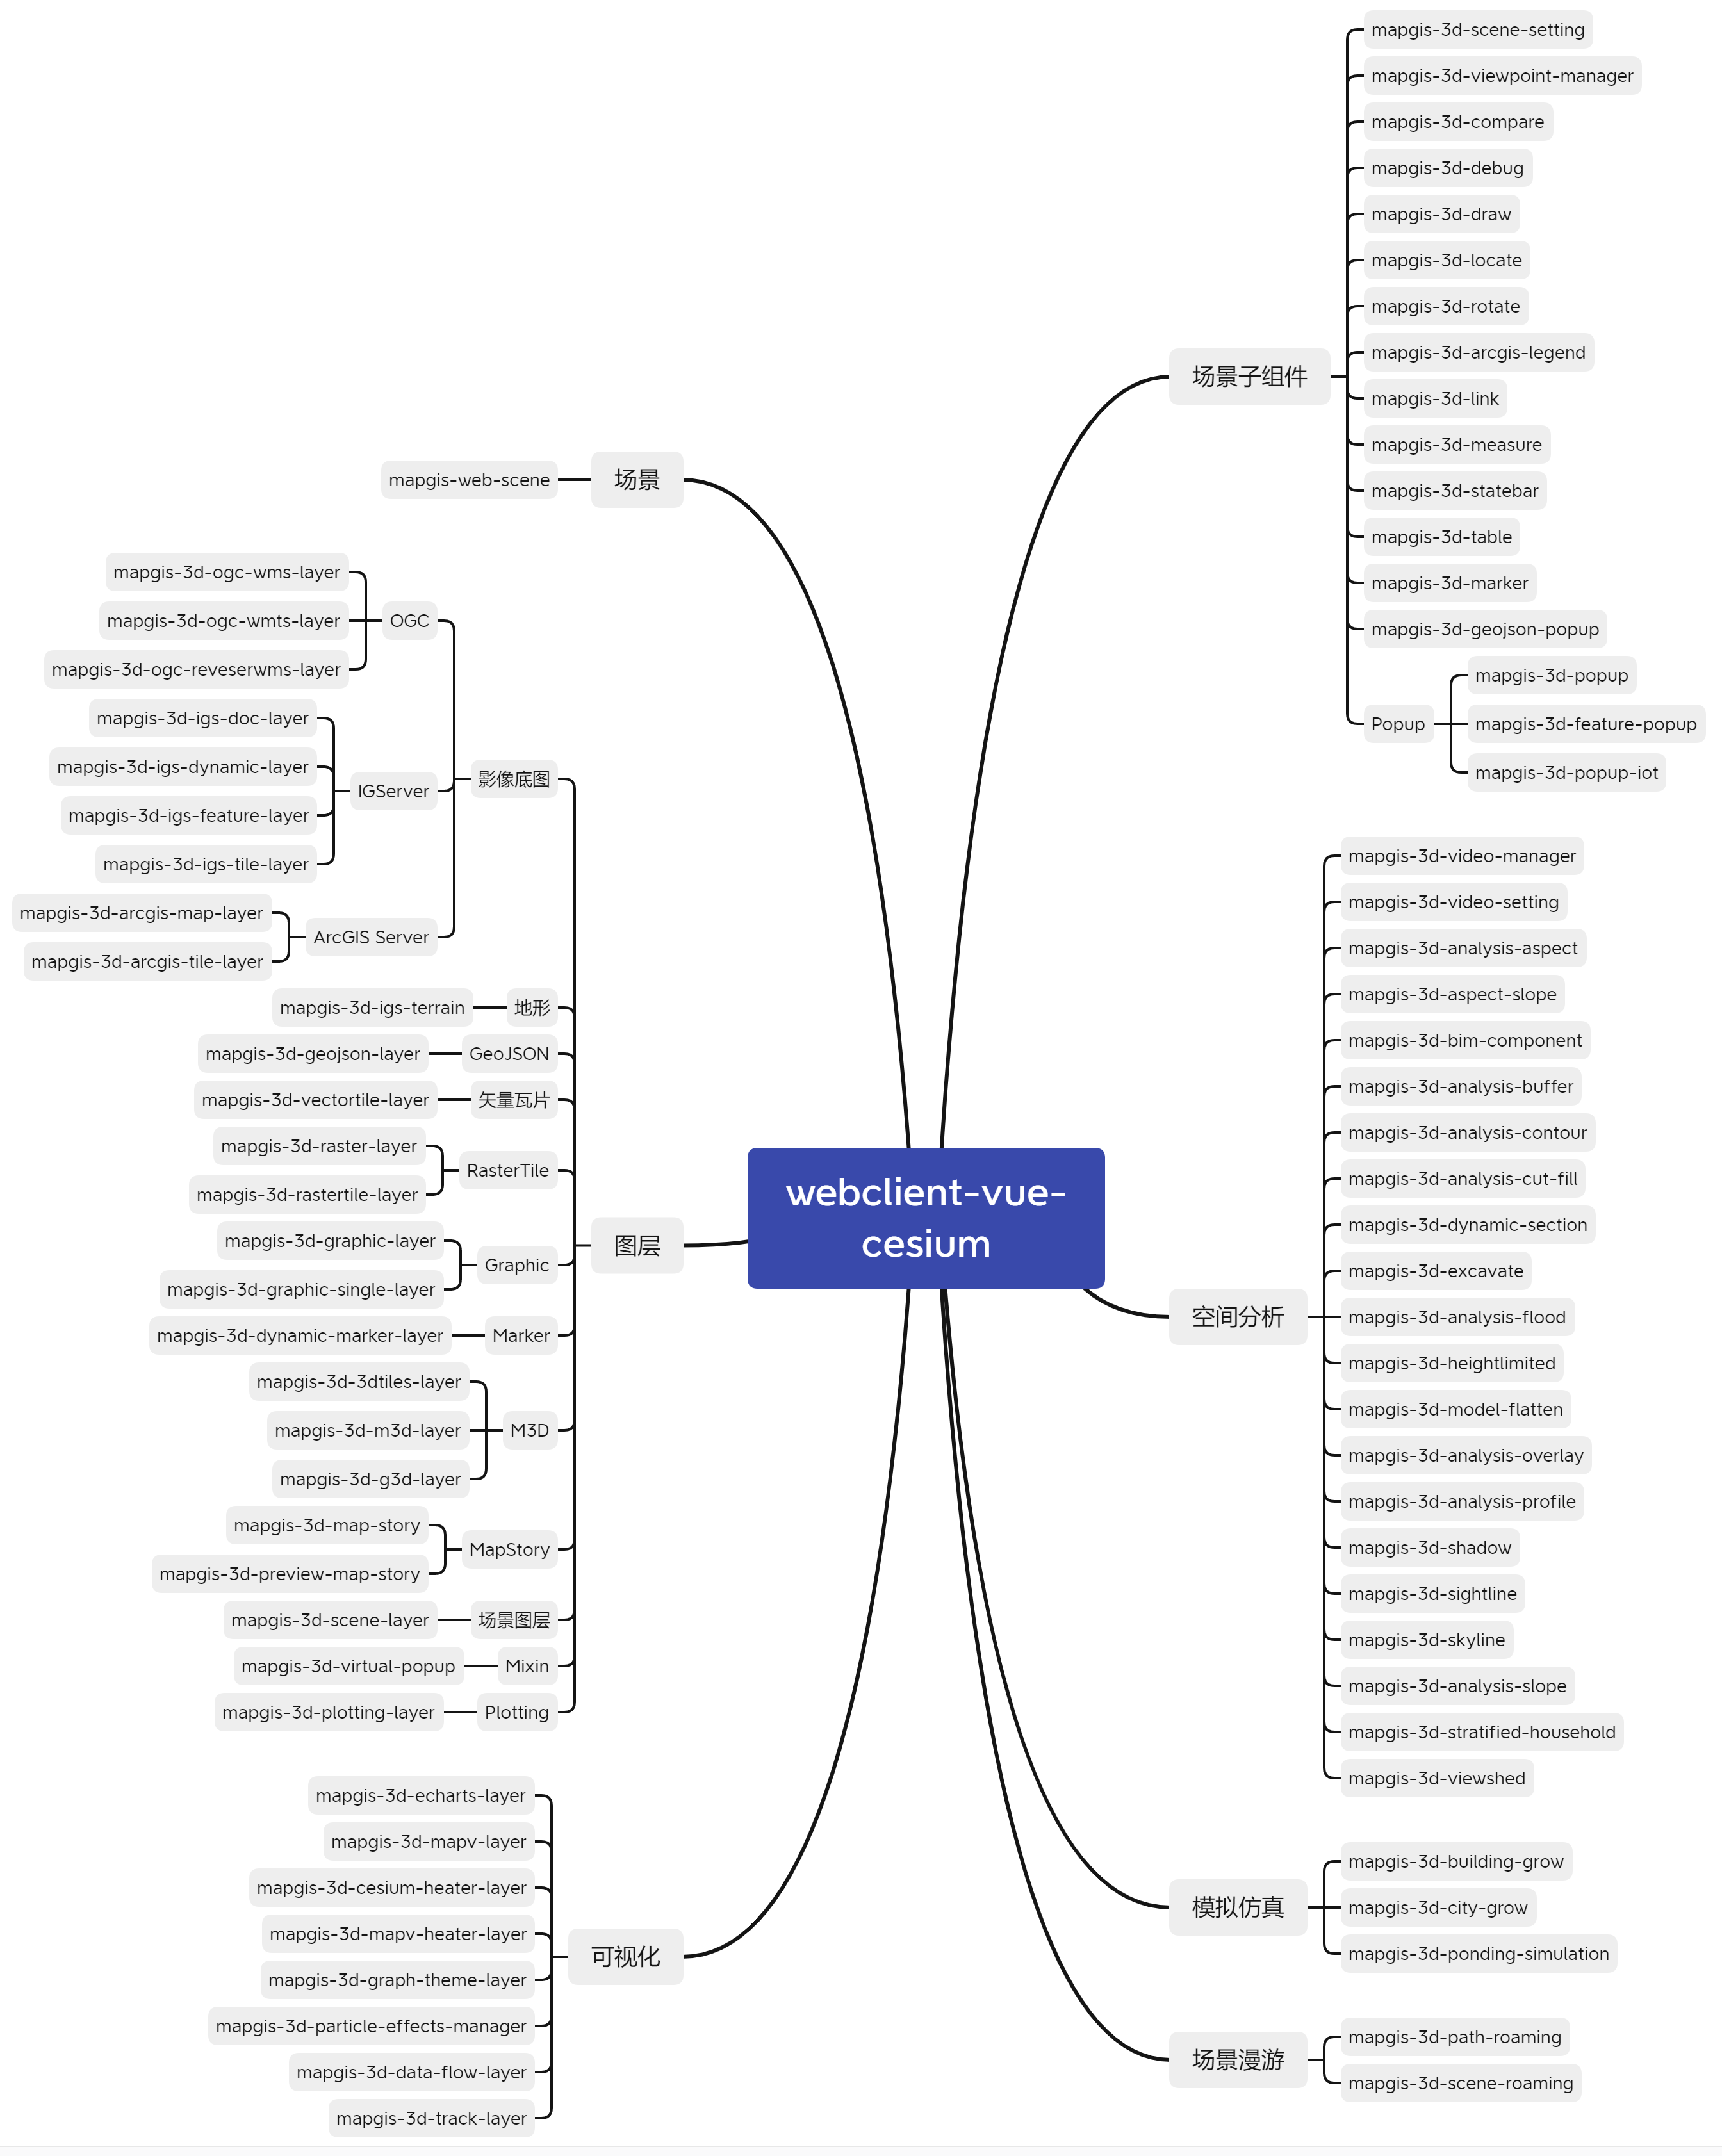 webclient-vue-
cesium
场景
mapgis-web-scene
图层
影像底图
OGC
mapgis-3d-ogc-wms-layer
mapgis-3d-ogc-wmts-layer
mapgis-3d-ogc-reveserwms-layer
IGServer
mapgis-3d-igs-doc-layer
mapgis-3d-igs-dynamic-layer
mapgis-3d-igs-feature-layer
mapgis-3d-igs-tile-layer
ArcGIS Server
mapgis-3d-arcgis-map-layer
mapgis-3d-arcgis-tile-layer
地形
mapgis-3d-igs-terrain
GeoJSON
mapgis-3d-geojson-layer
矢量瓦片
mapgis-3d-vectortile-layer
RasterTile
mapgis-3d-raster-layer
mapgis-3d-rastertile-layer
Graphic
mapgis-3d-graphic-layer
mapgis-3d-graphic-single-layer
Marker
mapgis-3d-dynamic-marker-layer
M3D
mapgis-3d-3dtiles-layer
mapgis-3d-m3d-layer
mapgis-3d-g3d-layer
MapStory
mapgis-3d-map-story
mapgis-3d-preview-map-story
场景图层
mapgis-3d-scene-layer
Mixin
mapgis-3d-virtual-popup
Plotting
mapgis-3d-plotting-layer
可视化
mapgis-3d-echarts-layer
mapgis-3d-mapv-layer
mapgis-3d-cesium-heater-layer
mapgis-3d-mapv-heater-layer
mapgis-3d-graph-theme-layer
mapgis-3d-particle-effects-manager
mapgis-3d-data-flow-layer
mapgis-3d-track-layer
场景子组件
mapgis-3d-scene-setting
mapgis-3d-viewpoint-manager
mapgis-3d-compare
mapgis-3d-debug
mapgis-3d-draw
mapgis-3d-locate
mapgis-3d-rotate
mapgis-3d-arcgis-legend
mapgis-3d-link
mapgis-3d-measure
mapgis-3d-statebar
mapgis-3d-table
mapgis-3d-marker
mapgis-3d-geojson-popup
Popup
mapgis-3d-popup
mapgis-3d-feature-popup
mapgis-3d-popup-iot
空间分析
mapgis-3d-video-manager
mapgis-3d-video-setting
mapgis-3d-analysis-aspect
mapgis-3d-aspect-slope
mapgis-3d-bim-component
mapgis-3d-analysis-buffer
mapgis-3d-analysis-contour
mapgis-3d-analysis-cut-fill
mapgis-3d-dynamic-section
mapgis-3d-excavate
mapgis-3d-analysis-flood
mapgis-3d-heightlimited
mapgis-3d-model-flatten
mapgis-3d-analysis-overlay
mapgis-3d-analysis-profile
mapgis-3d-shadow
mapgis-3d-sightline
mapgis-3d-skyline
mapgis-3d-analysis-slope
mapgis-3d-stratified-household
mapgis-3d-viewshed
模拟仿真
mapgis-3d-building-grow
mapgis-3d-city-grow
mapgis-3d-ponding-simulation
场景漫游
mapgis-3d-path-roaming
mapgis-3d-scene-roaming